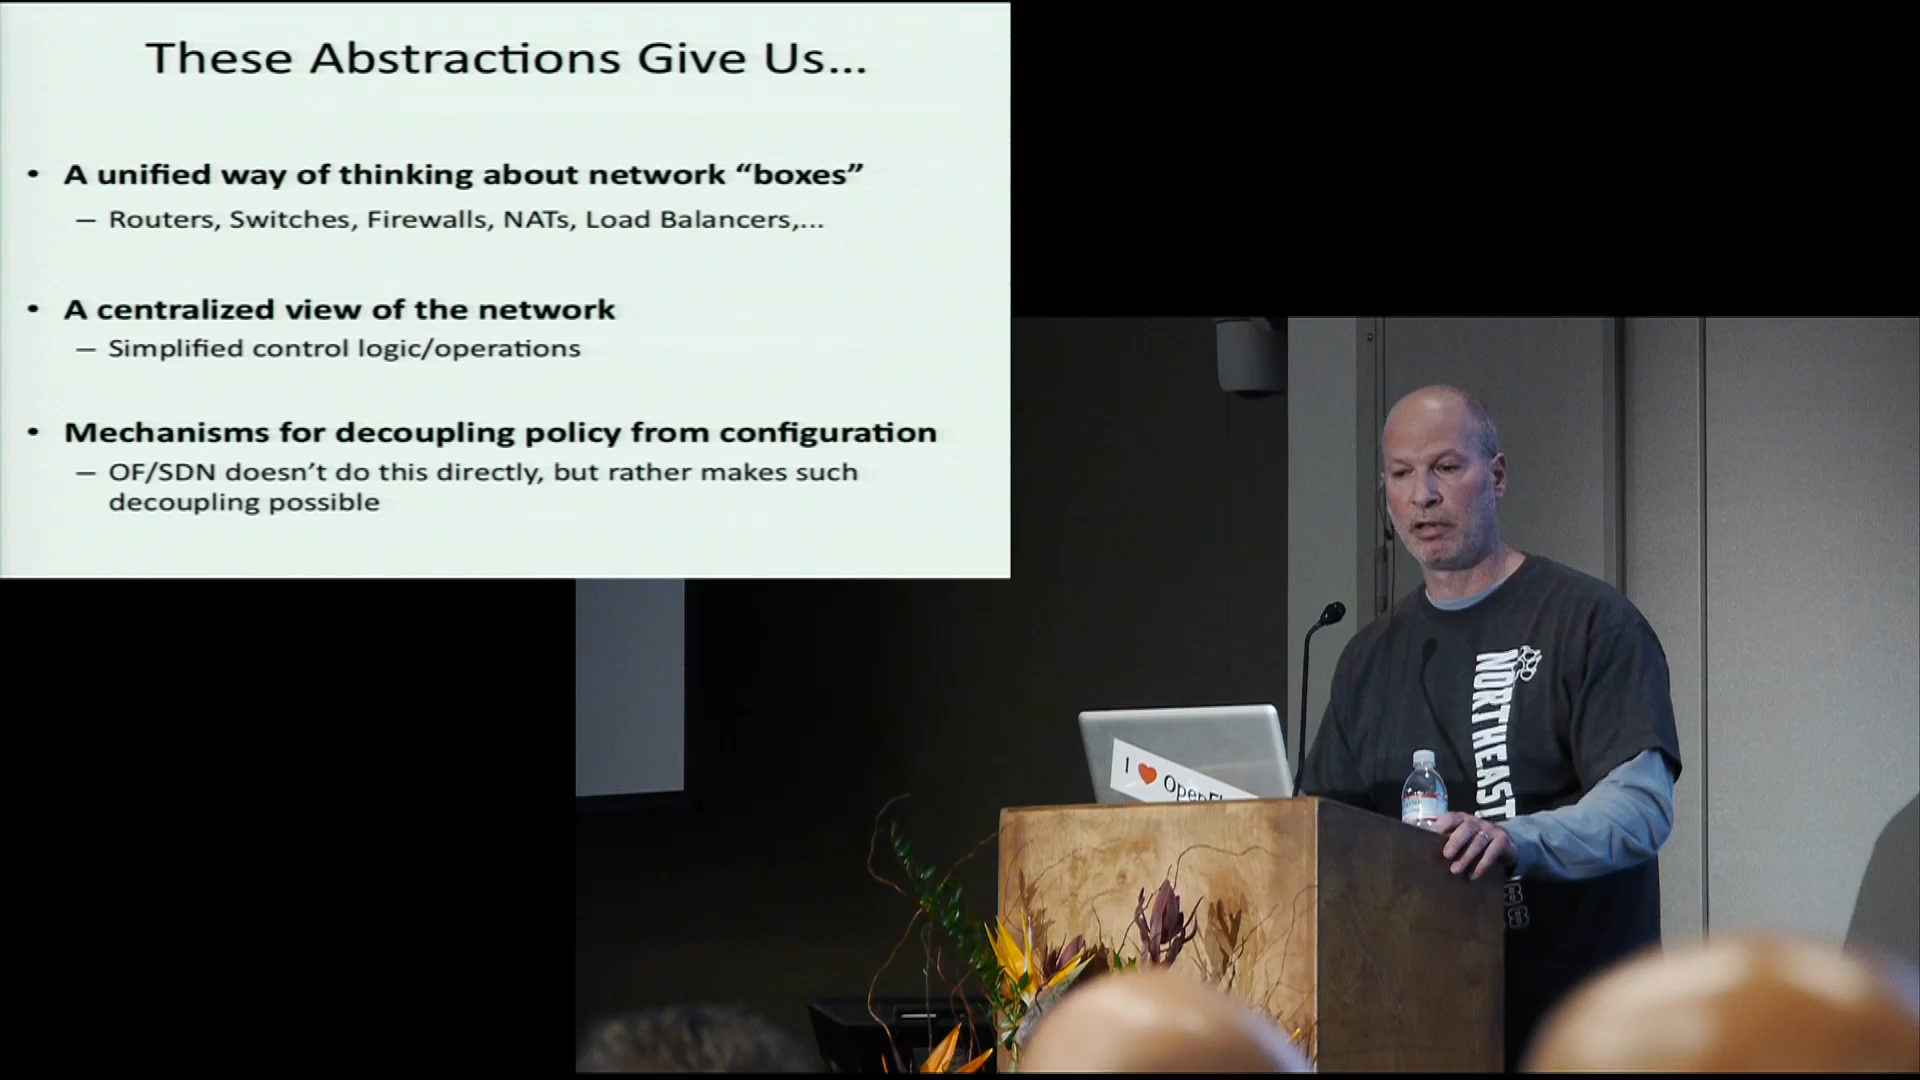 These Abstractions Give Us...
• A unified way of thinking about network “boxes”
– Routers, Switches, Firewalls, NATs, Load Balancers,...
• A centralized view of the network
– Simplified control logic/operations
• Mechanisms for decoupling policy from configuration
– OF/SDN doesn’t do this directly, but rather makes such
decoupling possible
I ❤ OpenFl
NORTHEAST